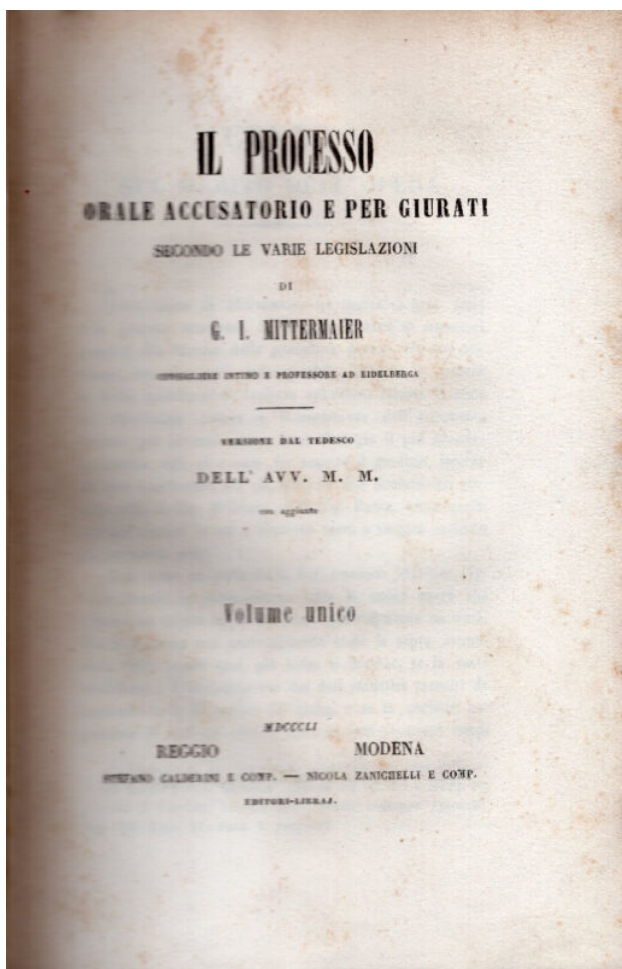 IL PROCESSO
ORALE ACCUSATORIO E PER GIURATI
SECONDO LE VARIE LEGISLAZIONI
DI
G. I. MITTERMAIER
CONSIGLIERE INTIMO E PROFESSORE AD EIDELBERGA
VERSIONE DAL TEDESCO
DELL' AVV. M. M.
con aggiunte
Volume unico
MDCCCLI
REGGIO MODENA
STEFANO CALDERINI E COMP. — NICOLA ZANICHELLI E COMP.
EDITORI-LIBRAJ.